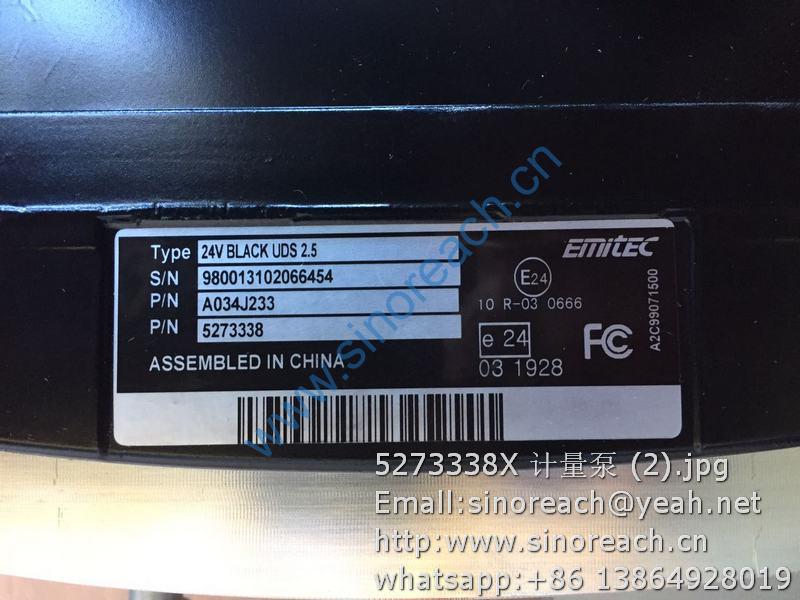 Type 24V BLACK UDS 2.5
S/N 980013102066454
P/N A034J233
P/N 5273338
ASSEMBLED IN CHINA
EMITEC
E24
10 R-03 0666
e 24
03 1928
FC
A2C99071500
www.sinoreach.cn
5273338X 计量泵 (2).jpg
Email:sinoreach@yeah.net
http:www.sinoreach.cn
whatsapp:+86 13864928019